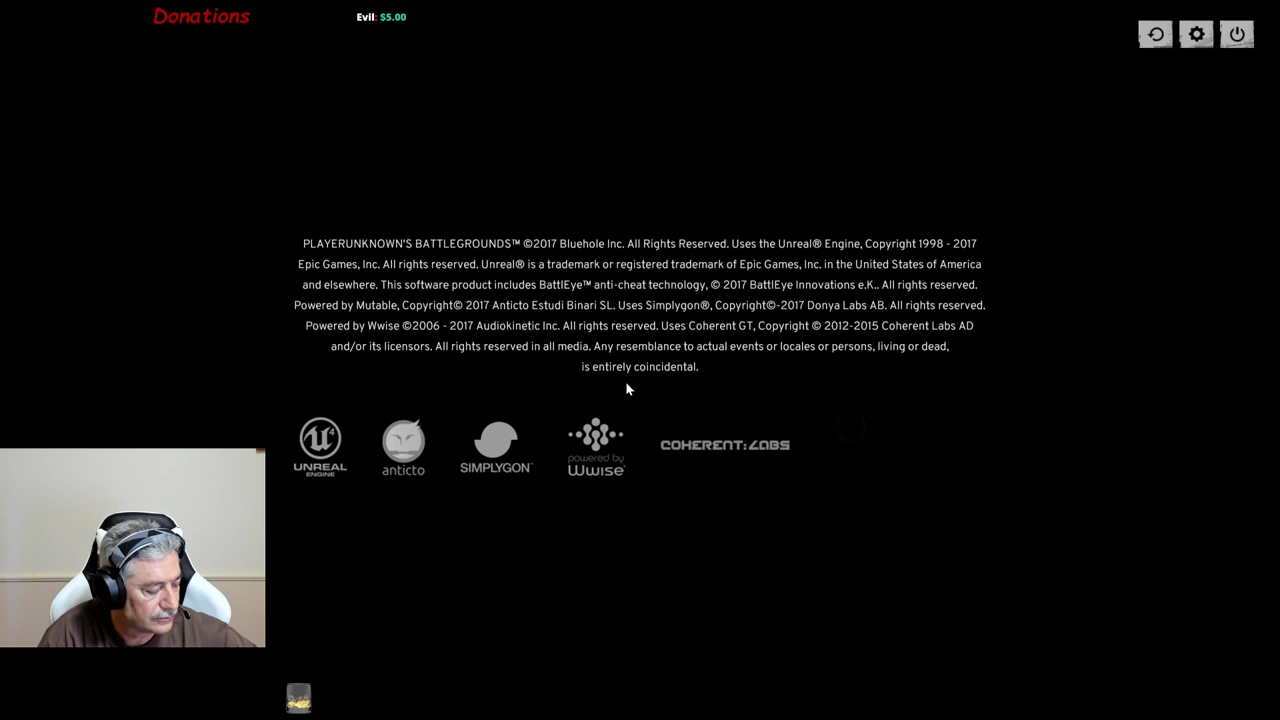 Donations
Evil: $5.00
PLAYERUNKNOWN'S BATTLEGROUNDS™ ©2017 Bluehole Inc. All Rights Reserved. Uses the Unreal® Engine, Copyright 1998 - 2017
Epic Games, Inc. All rights reserved. Unreal® is a trademark or registered trademark of Epic Games, Inc. in the United States of America
and elsewhere. This software product includes BattlEye™ anti-cheat technology, © 2017 BattlEye Innovations e.K.. All rights reserved.
Powered by Mutable, Copyright© 2017 Anticto Estudi Binari SL. Uses Simplygon®, Copyright©-2017 Donya Labs AB. All rights reserved.
Powered by Wwise ©2006 - 2017 Audiokinetic Inc. All rights reserved. Uses Coherent GT, Copyright © 2012-2015 Coherent Labs AD
and/or its licensors. All rights reserved in all media. Any resemblance to actual events or locales or persons, living or dead,
is entirely coincidental.
UNREAL
ENGINE
4
anticto
SIMPLYGON™
powered by
Wwise
COHERENT:LABS